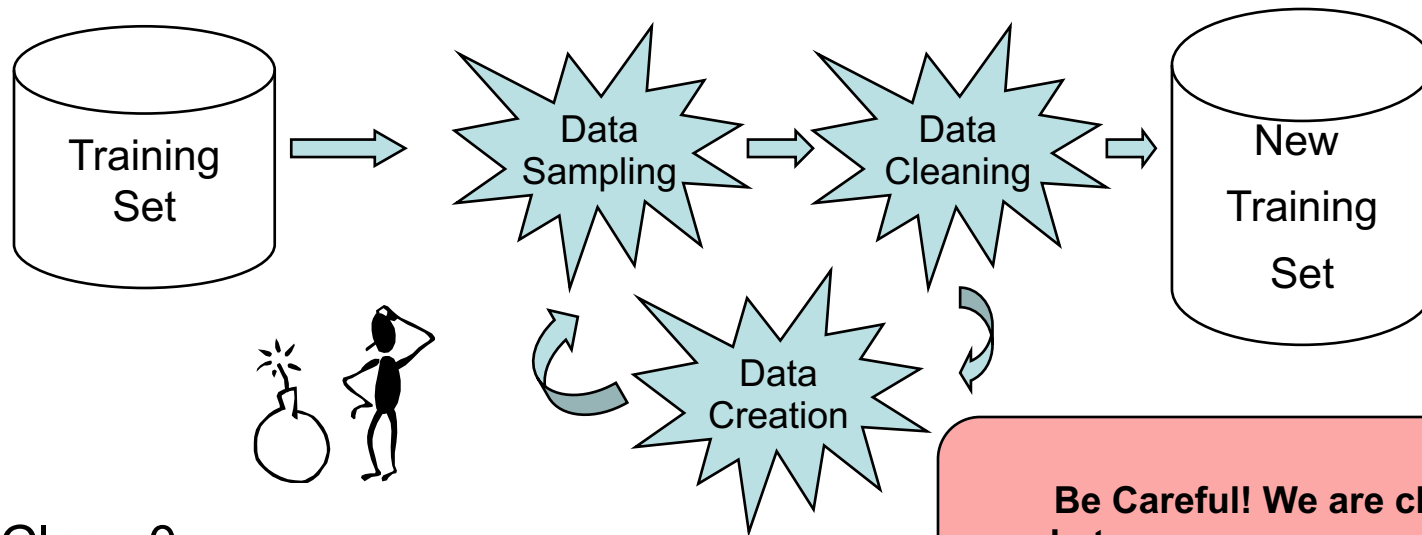 Training
Set
Data
Sampling
Data
Cleaning
New
Training
Set
Data
Creation
Be Careful! We are